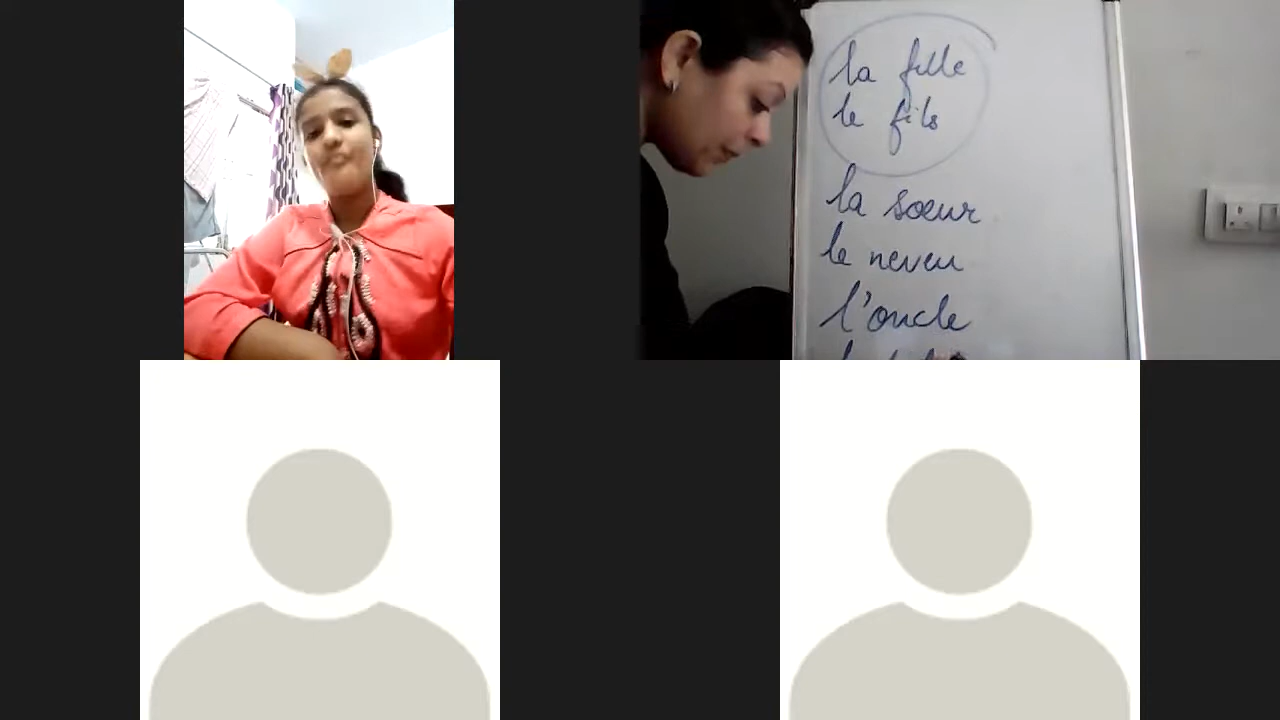 la fille
le fils
la soeur
le neveu
l'oncle